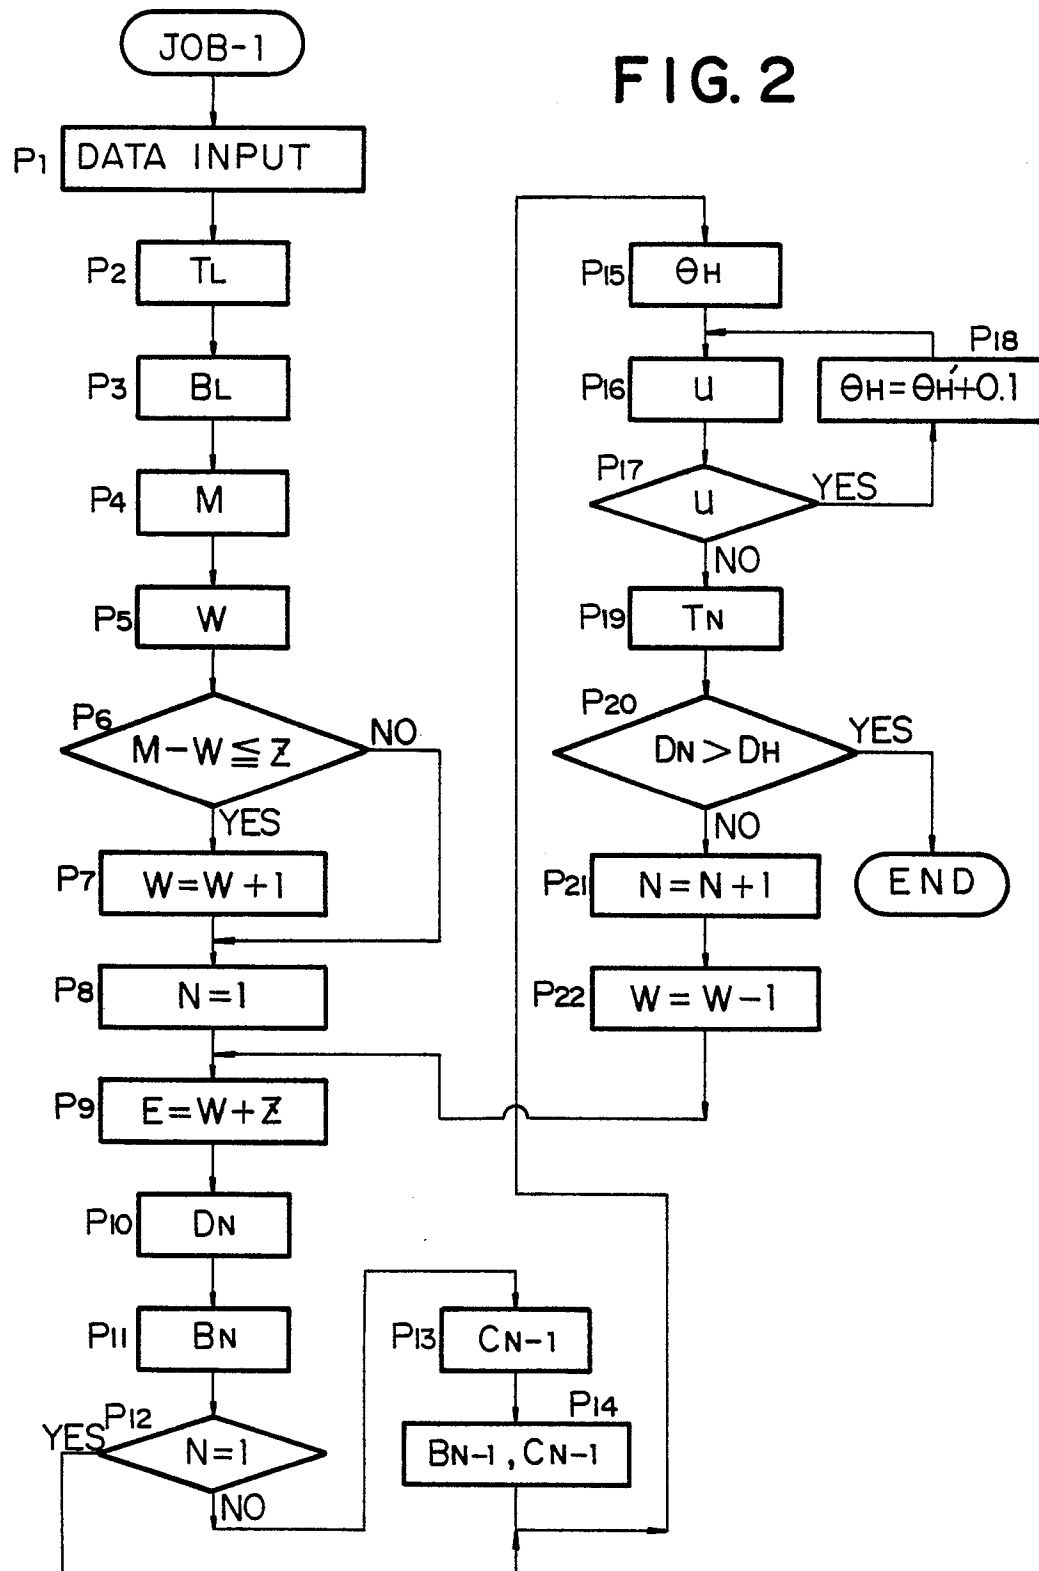 JOB-1
FIG. 2
P1 DATA INPUT
P2 TL
P3 BL
P4 M
P5 W
P6 M-W≦Z
NO
YES
P7 W=W+1
P8 N=1
P9 E=W+Z
P10 DN
P11 BN
P12 N=1
YES
NO
P13 CN-1
P14
BN-1, CN-1
P15 ΘH
P16 U
P17 U
YES
NO
P18
ΘH=ΘH'+0.1
P19 TN
P20 DN>DH
YES
NO
P21 N=N+1
END
P22 W=W-1